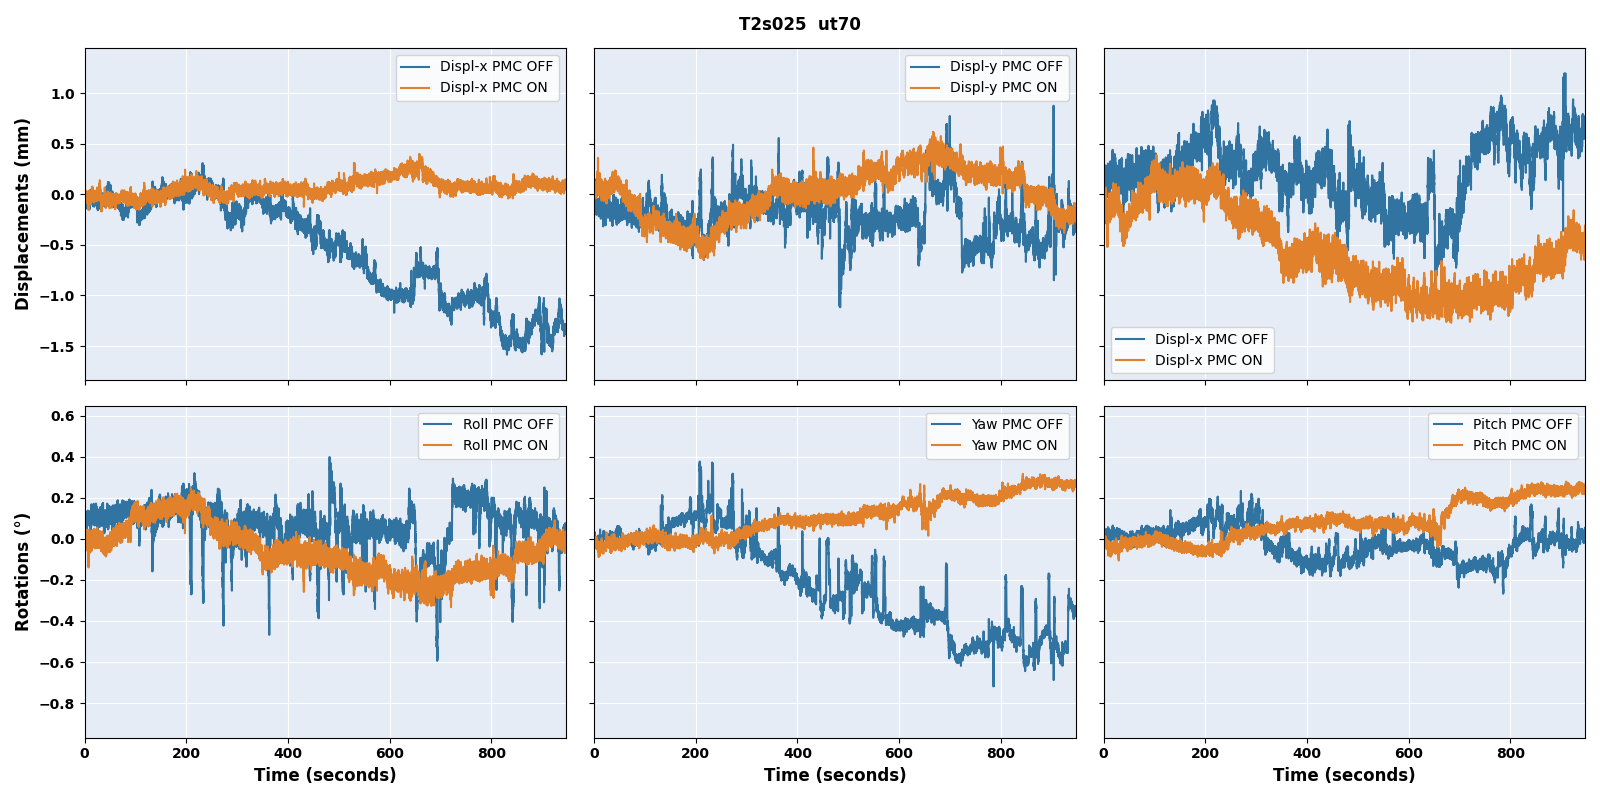 T2s025  ut70
Displacements (mm)
1.0
0.5
0.0
−0.5
−1.0
−1.5
Displ-x PMC OFF
Displ-x PMC ON
Displ-y PMC OFF
Displ-y PMC ON
Displ-x PMC OFF
Displ-x PMC ON
Rotations (°)
0.6
0.4
0.2
0.0
−0.2
−0.4
−0.6
−0.8
Roll PMC OFF
Roll PMC ON
Yaw PMC OFF
Yaw PMC ON
Pitch PMC OFF
Pitch PMC ON
0 200 400 600 800
0 200 400 600 800
0 200 400 600 800
Time (seconds)
Time (seconds)
Time (seconds)